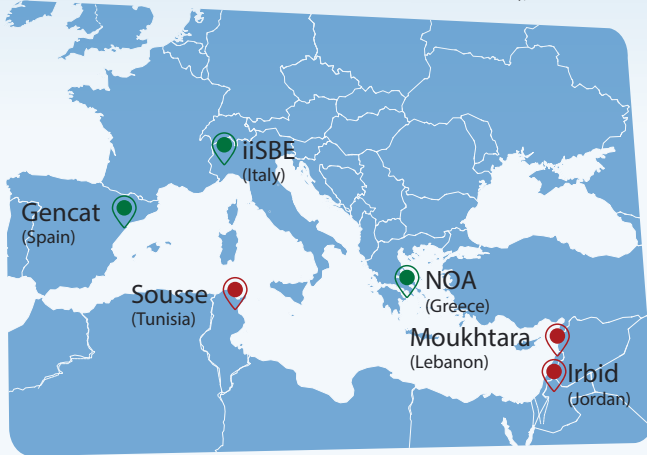 iiSBE
(Italy)
Gencat
(Spain)
NOA
(Greece)
Sousse
(Tunisia)
Moukhtara
(Lebanon)
Irbid
(Jordan)